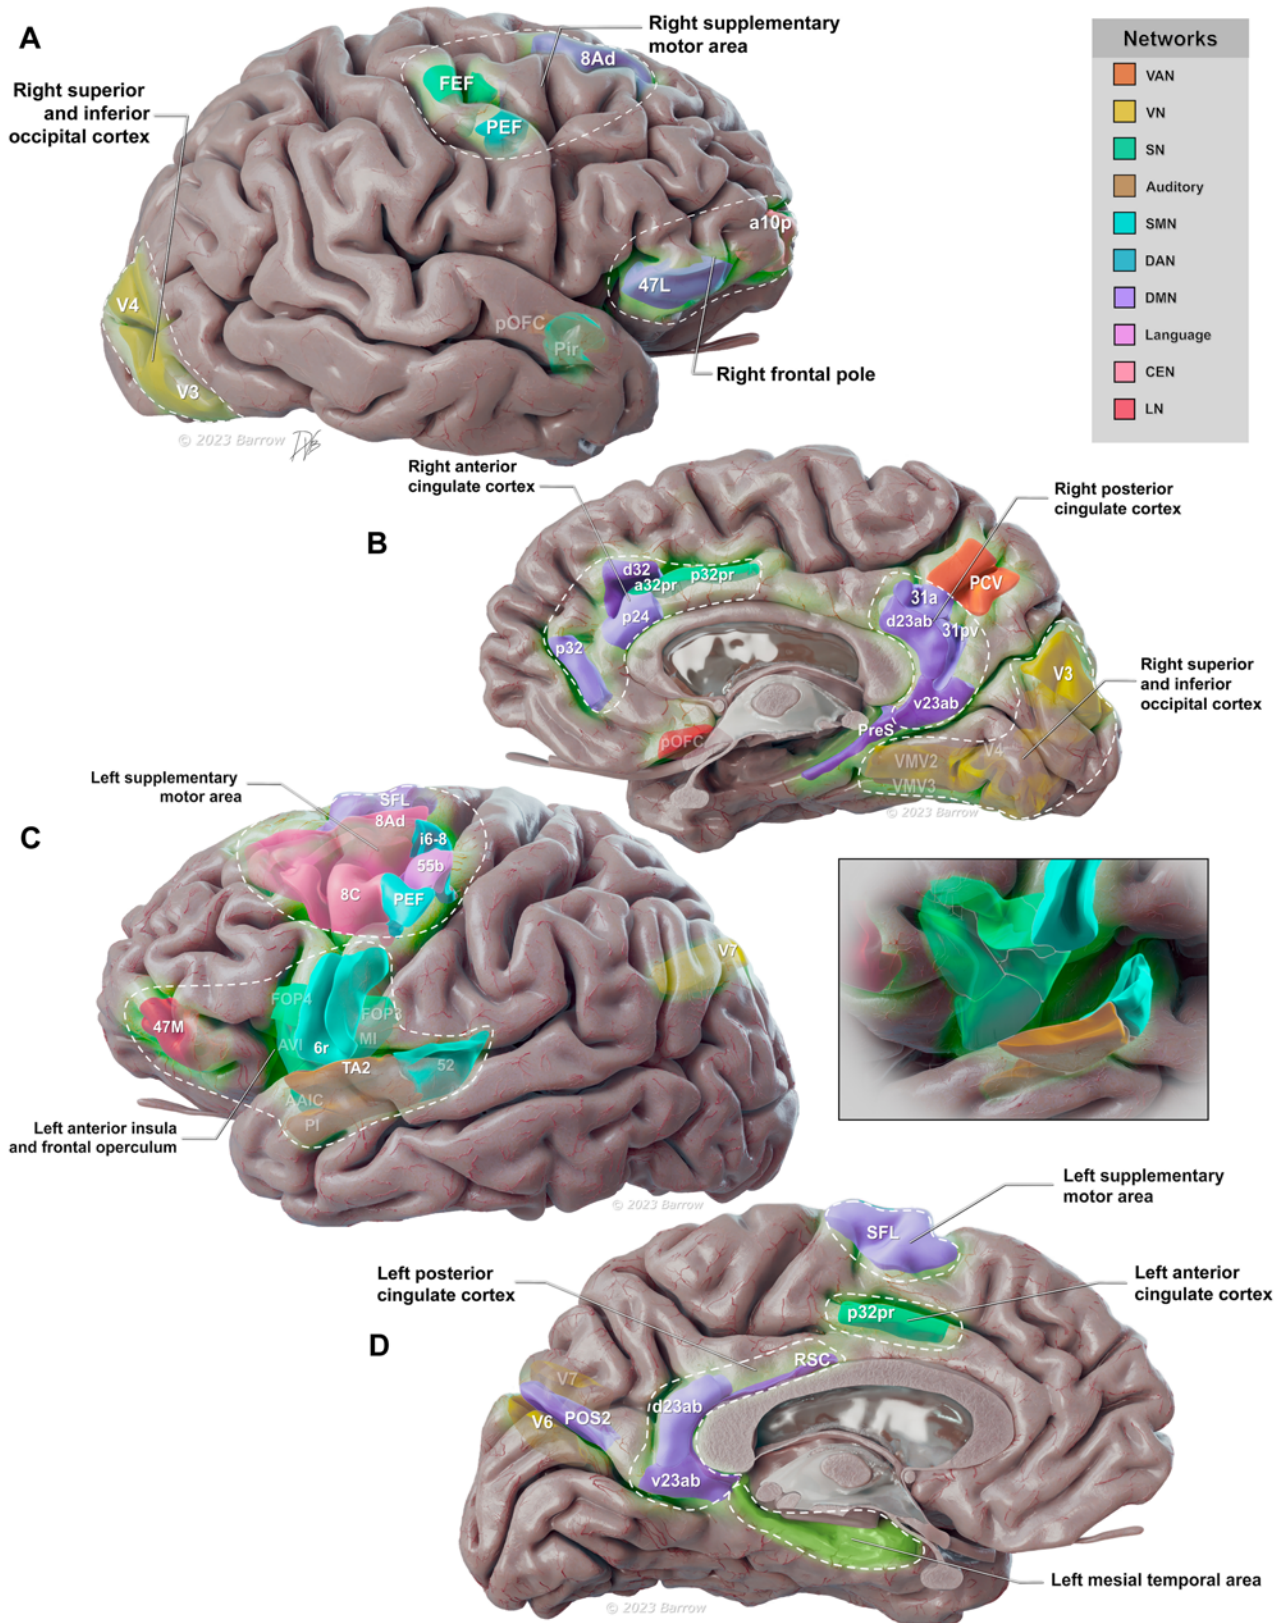 A
Right supplementary
motor area
8Ad
FEF
PEF
Right superior
and inferior
occipital cortex
a10p
47L
V4
pOFC
Pir
V3
Right frontal pole
© 2023 Barrow
Networks
VAN
VN
SN
Auditory
SMN
DAN
DMN
Language
CEN
LN
B
Right anterior
cingulate cortex
Right posterior
cingulate cortex
d32
a32pr
p32pr
p24
p32
PCV
31a
d23ab
31pv
V3
Right superior
and inferior
occipital cortex
v23ab
PreS
pOFC
V4
VMV2
VMV3
© 2023 Barrow
C
Left supplementary
motor area
SFL
8Ad
i6-8
55b
8C
PEF
V7
FOP4
FOP3
47M
AVI
MI
6r
TA2
52
AAIC
PI
Left anterior insula
and frontal operculum
© 2023 Barrow
D
Left supplementary
motor area
SFL
Left posterior
cingulate cortex
Left anterior
cingulate cortex
p32pr
RSC
V7
d23ab
V6
POS2
v23ab
Left mesial temporal area
© 2023 Barrow